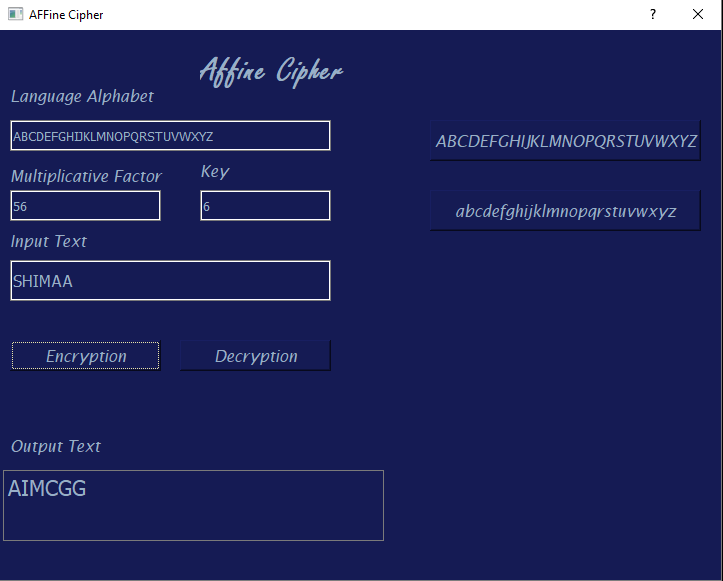 AFFine Cipher
?
Affine Cipher
Language Alphabet
ABCDEFGHIJKLMNOPQRSTUVWXYZ
ABCDEFGHIJKLMNOPQRSTUVWXYZ
Multiplicative Factor
Key
56
6
abcdefghijklmnopqrstuvwxyz
Input Text
SHIMAA
Encryption
Decryption
Output Text
AIMCGG